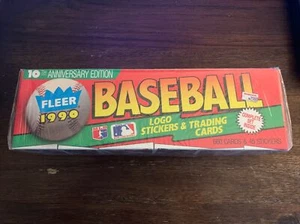 10TH ANNIVERSARY EDITION
FLEER
1990
BASEBALL
LOGO
STICKERS & TRADING
CARDS